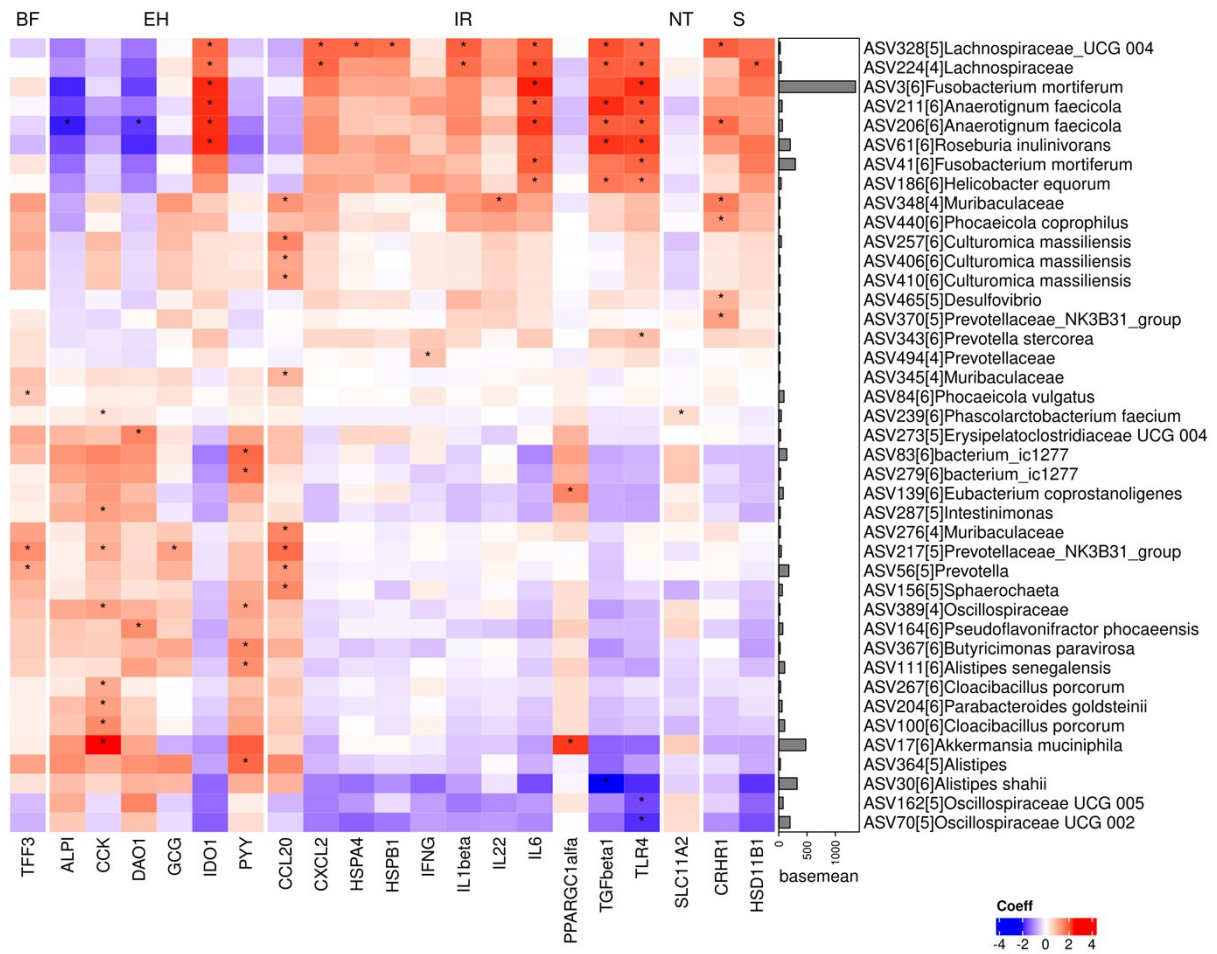 BF EH IR NT S
ASV328[5]Lachnospiraceae_UCG 004
ASV224[4]Lachnospiraceae
ASV3[6]Fusobacterium mortiferum
ASV211[6]Anaerotignum faecicola
ASV206[6]Anaerotignum faecicola
ASV61[6]Roseburia inulinivorans
ASV41[6]Fusobacterium mortiferum
ASV186[6]Helicobacter equorum
ASV348[4]Muribaculaceae
ASV440[6]Phocaeicola coprophilus
ASV257[6]Culturomica massiliensis
ASV406[6]Culturomica massiliensis
ASV410[6]Culturomica massiliensis
ASV465[5]Desulfovibrio
ASV370[5]Prevotellaceae_NK3B31_group
ASV343[6]Prevotella stercorea
ASV494[4]Prevotellaceae
ASV345[4]Muribaculaceae
ASV84[6]Phocaeicola vulgatus
ASV239[6]Phascolarctobacterium faecium
ASV273[5]Erysipelatoclostridiaceae UCG 004
ASV83[6]bacterium_ic1277
ASV279[6]bacterium_ic1277
ASV139[6]Eubacterium coprostanoligenes
ASV287[5]Intestinimonas
ASV276[4]Muribaculaceae
ASV217[5]Prevotellaceae_NK3B31_group
ASV56[5]Prevotella
ASV156[5]Sphaerochaeta
ASV389[4]Oscillospiraceae
ASV164[6]Pseudoflavonifractor phocaeensis
ASV367[6]Butyricimonas paravirosa
ASV111[6]Alistipes senegalensis
ASV267[6]Cloacibacillus porcorum
ASV204[6]Parabacteroides goldsteinii
ASV100[6]Cloacibacillus porcorum
ASV17[6]Akkermansia muciniphila
ASV364[5]Alistipes
ASV30[6]Alistipes shahii
ASV162[5]Oscillospiraceae UCG 005
ASV70[5]Oscillospiraceae UCG 002
TFF3 ALPI CCK DAO1 GCG IDO1 PYY CCL20 CXCL2 HSPA4 HSPB1 IFNG IL1beta IL22 IL6 PPARGC1alfa TGFbeta1 TLR4 SLC11A2 CRHR1 HSD11B1
0 500 1000
basemean
Coeff
-4 -2 0 2 4